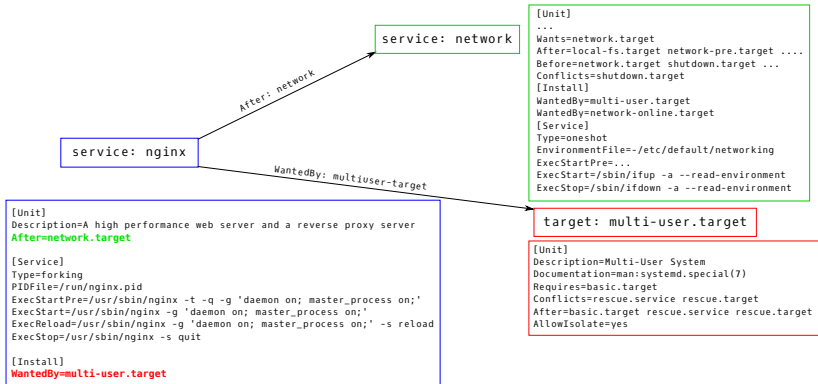 service: network
After: network
service: nginx
WantedBy: multiuser-target
[Unit]
...
Wants=network.target
After=local-fs.target network-pre.target ....
Before=network.target shutdown.target ...
Conflicts=shutdown.target
[Install]
WantedBy=multi-user.target
WantedBy=network-online.target
[Service]
Type=oneshot
EnvironmentFile=-/etc/default/networking
ExecStartPre=...
ExecStart=/sbin/ifup -a --read-environment
ExecStop=/sbin/ifdown -a --read-environment
[Unit]
Description=A high performance web server and a reverse proxy server
After=network.target
[Service]
Type=forking
PIDFile=/run/nginx.pid
ExecStartPre=/usr/sbin/nginx -t -q -g 'daemon on; master_process on;'
ExecStart=/usr/sbin/nginx -g 'daemon on; master_process on;'
ExecReload=/usr/sbin/nginx -g 'daemon on; master_process on;' -s reload
ExecStop=/usr/sbin/nginx -s quit
[Install]
WantedBy=multi-user.target
target: multi-user.target
[Unit]
Description=Multi-User System
Documentation=man:systemd.special(7)
Requires=basic.target
Conflicts=rescue.service rescue.target
After=basic.target rescue.service rescue.target
AllowIsolate=yes